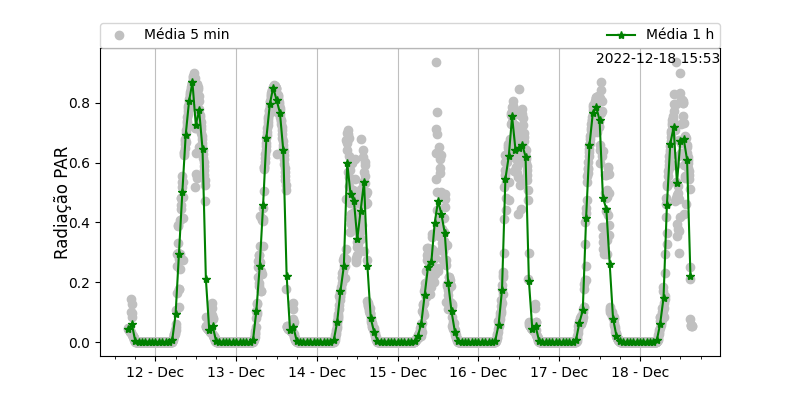 Média 5 min
Média 1 h
2022-12-18 15:53
Radiação PAR
0.8
0.6
0.4
0.2
0.0
12 - Dec
13 - Dec
14 - Dec
15 - Dec
16 - Dec
17 - Dec
18 - Dec